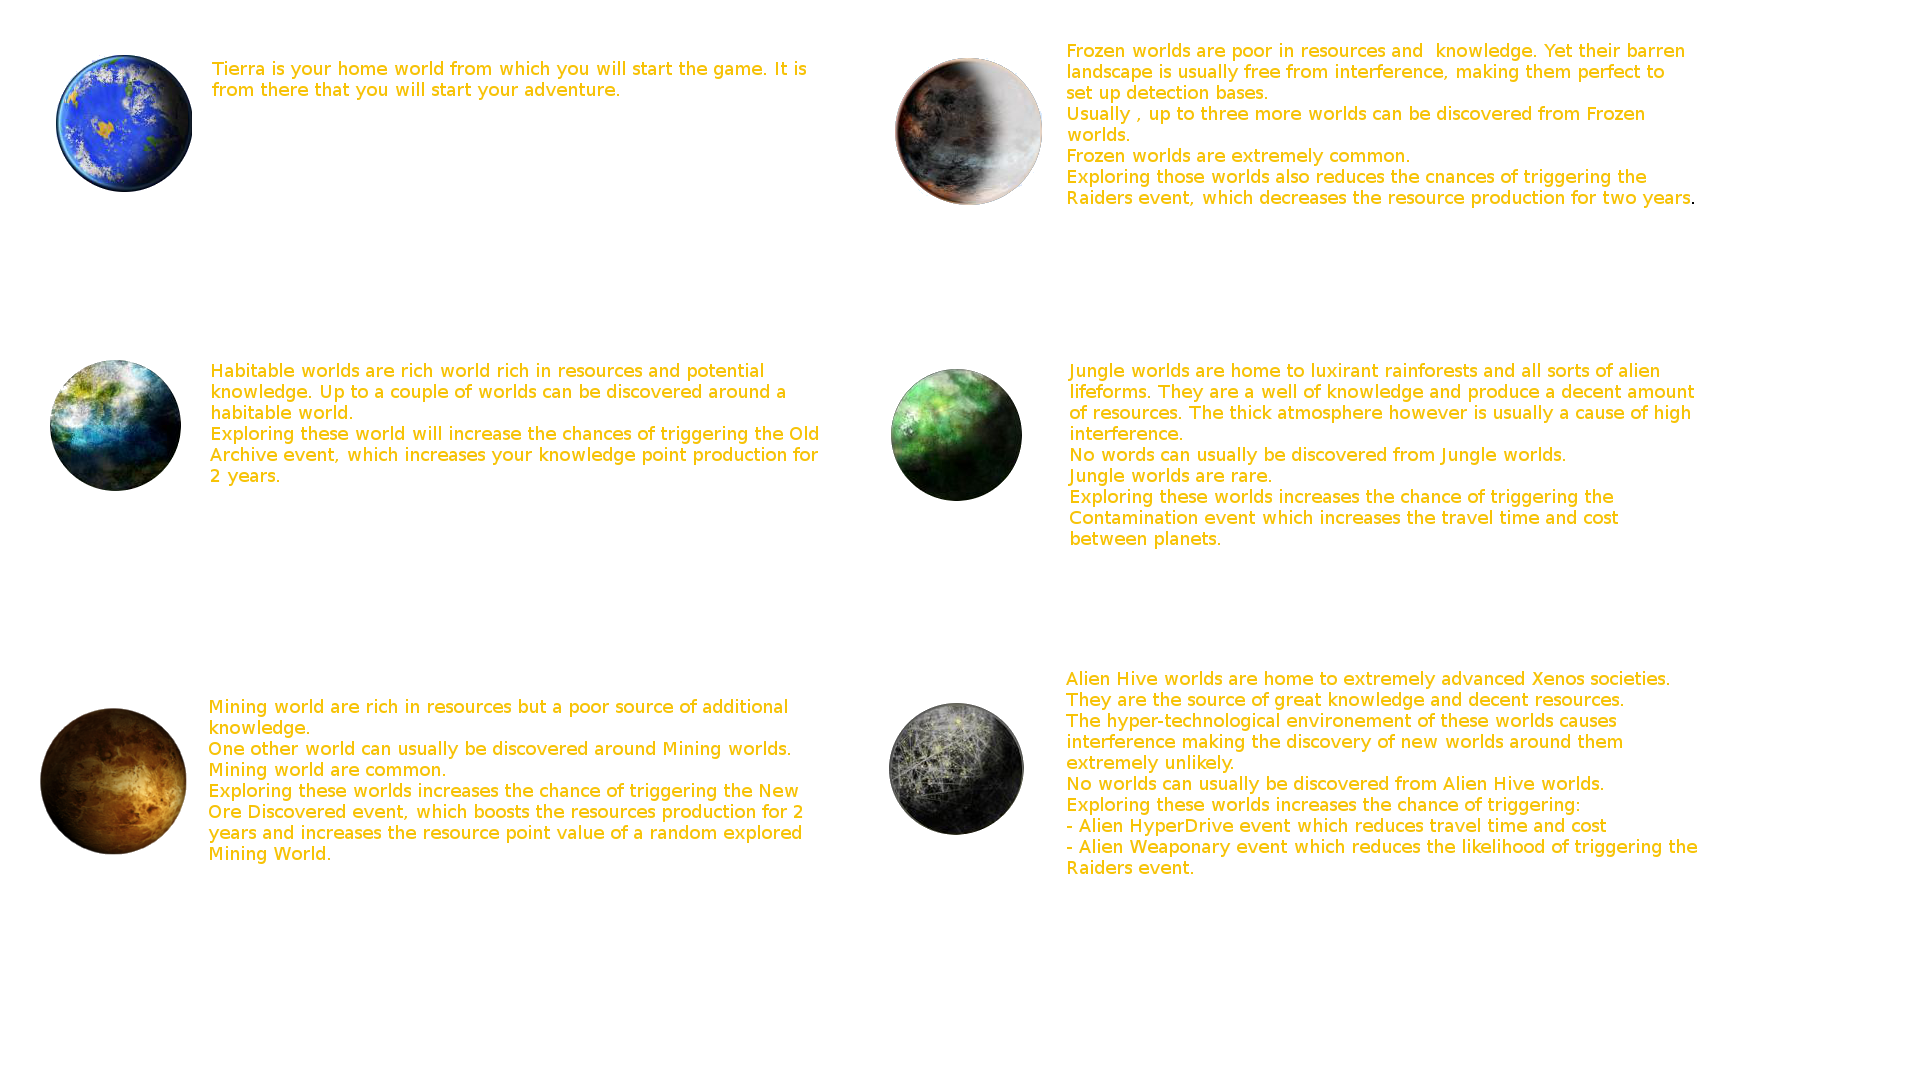 Tierra is your home world from which you will start the game. It is
from there that you will start your adventure.
Frozen worlds are poor in resources and  knowledge. Yet their barren
landscape is usually free from interference, making them perfect to
set up detection bases.
Usually , up to three more worlds can be discovered from Frozen
worlds.
Frozen worlds are extremely common.
Exploring those worlds also reduces the cnances of triggering the
Raiders event, which decreases the resource production for two years.
Habitable worlds are rich world rich in resources and potential
knowledge. Up to a couple of worlds can be discovered around a
habitable world.
Exploring these world will increase the chances of triggering the Old
Archive event, which increases your knowledge point production for
2 years.
Jungle worlds are home to luxirant rainforests and all sorts of alien
lifeforms. They are a well of knowledge and produce a decent amount
of resources. The thick atmosphere however is usually a cause of high
interference.
No words can usually be discovered from Jungle worlds.
Jungle worlds are rare.
Exploring these worlds increases the chance of triggering the
Contamination event which increases the travel time and cost
between planets.
Mining world are rich in resources but a poor source of additional
knowledge.
One other world can usually be discovered around Mining worlds.
Mining world are common.
Exploring these worlds increases the chance of triggering the New
Ore Discovered event, which boosts the resources production for 2
years and increases the resource point value of a random explored
Mining World.
Alien Hive worlds are home to extremely advanced Xenos societies.
They are the source of great knowledge and decent resources.
The hyper-technological environement of these worlds causes
interference making the discovery of new worlds around them
extremely unlikely.
No worlds can usually be discovered from Alien Hive worlds.
Exploring these worlds increases the chance of triggering:
- Alien HyperDrive event which reduces travel time and cost
- Alien Weaponary event which reduces the likelihood of triggering the
Raiders event.